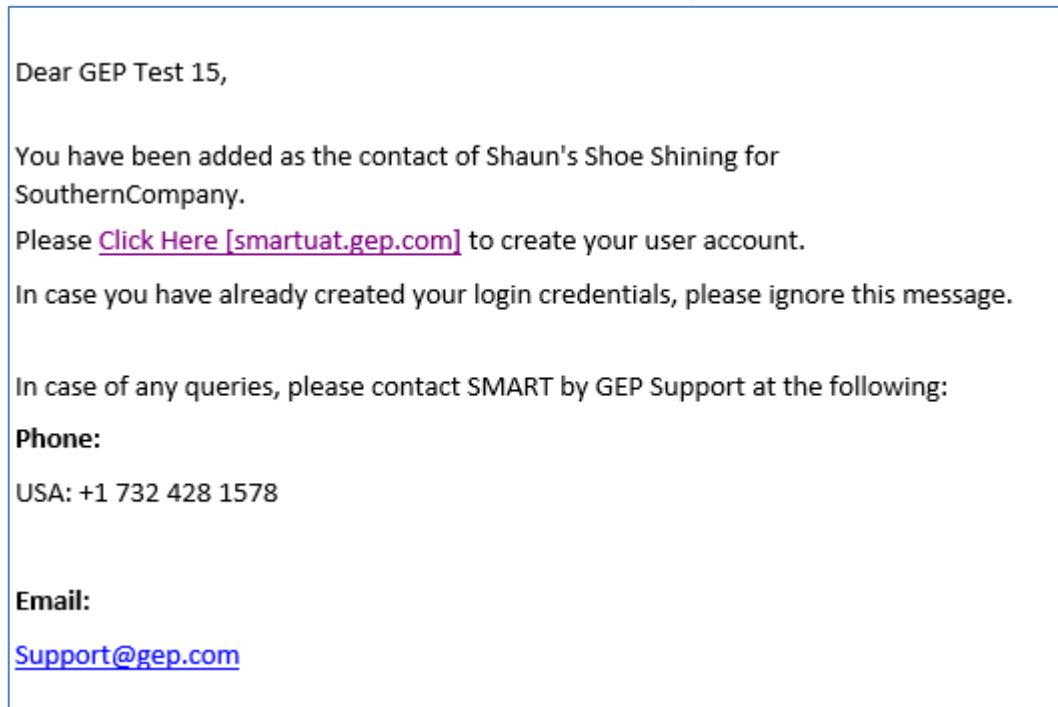 Dear GEP Test 15,
You have been added as the contact of Shaun's Shoe Shining for
SouthernCompany.
Please Click Here [smartuat.gep.com] to create your user account.
In case you have already created your login credentials, please ignore this message.
In case of any queries, please contact SMART by GEP Support at the following:
Phone:
USA: +1 732 428 1578
Email:
Support@gep.com